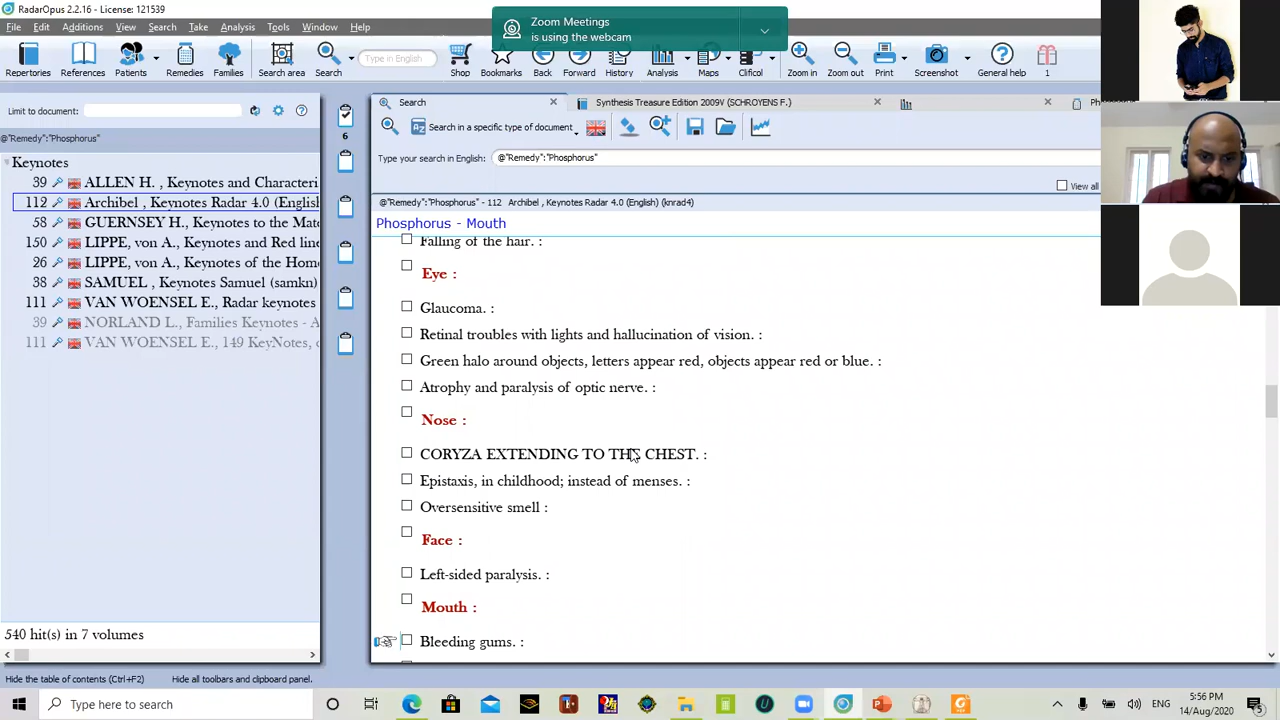 RadarOpus 2.2.16 - License: 121539
File Edit Additions View Search Take Analysis Tools Window Help
Zoom Meetings
is using the webcam
Repertories References Patients Remedies Families Search area Search Type in English Shop Bookmarks Back Forward History Analysis Maps Clificol Zoom in Zoom out Print Screenshot General help 1
Limit to document:
6
@"Remedy":"Phosphorus"
Keynotes
39 ALLEN H. , Keynotes and Characteri
112 Archibel , Keynotes Radar 4.0 (English
58 GUERNSEY H., Keynotes to the Mate
150 LIPPE, von A., Keynotes and Red line
26 LIPPE, von A., Keynotes of the Hom
38 SAMUEL , Keynotes Samuel (samkn)
111 VAN WOENSEL E., Radar keynotes
39 NORLAND L., Families Keynotes - A
111 VAN WOENSEL E., 149 KeyNotes,
540 hit(s) in 7 volumes
Hide the table of contents (Ctrl+F2) Hide all toolbars and clipboard panel.
Search Synthesis Treasure Edition 2009V (SCHROYENS F.)
Search in a specific type of document
Type your search in English: @"Remedy":"Phosphorus"
View all
@"Remedy":"Phosphorus" - 112 Archibel , Keynotes Radar 4.0 (English) (knrad4)
Phosphorus - Mouth
Falling of the hair. :
Eye :
Glaucoma. :
Retinal troubles with lights and hallucination of vision. :
Green halo around objects, letters appear red, objects appear red or blue. :
Atrophy and paralysis of optic nerve. :
Nose :
CORYZA EXTENDING TO THE CHEST. :
Epistaxis, in childhood; instead of menses. :
Oversensitive smell :
Face :
Left-sided paralysis. :
Mouth :
Bleeding gums. :
Type here to search
ENG
5:56 PM
14/Aug/2020
5